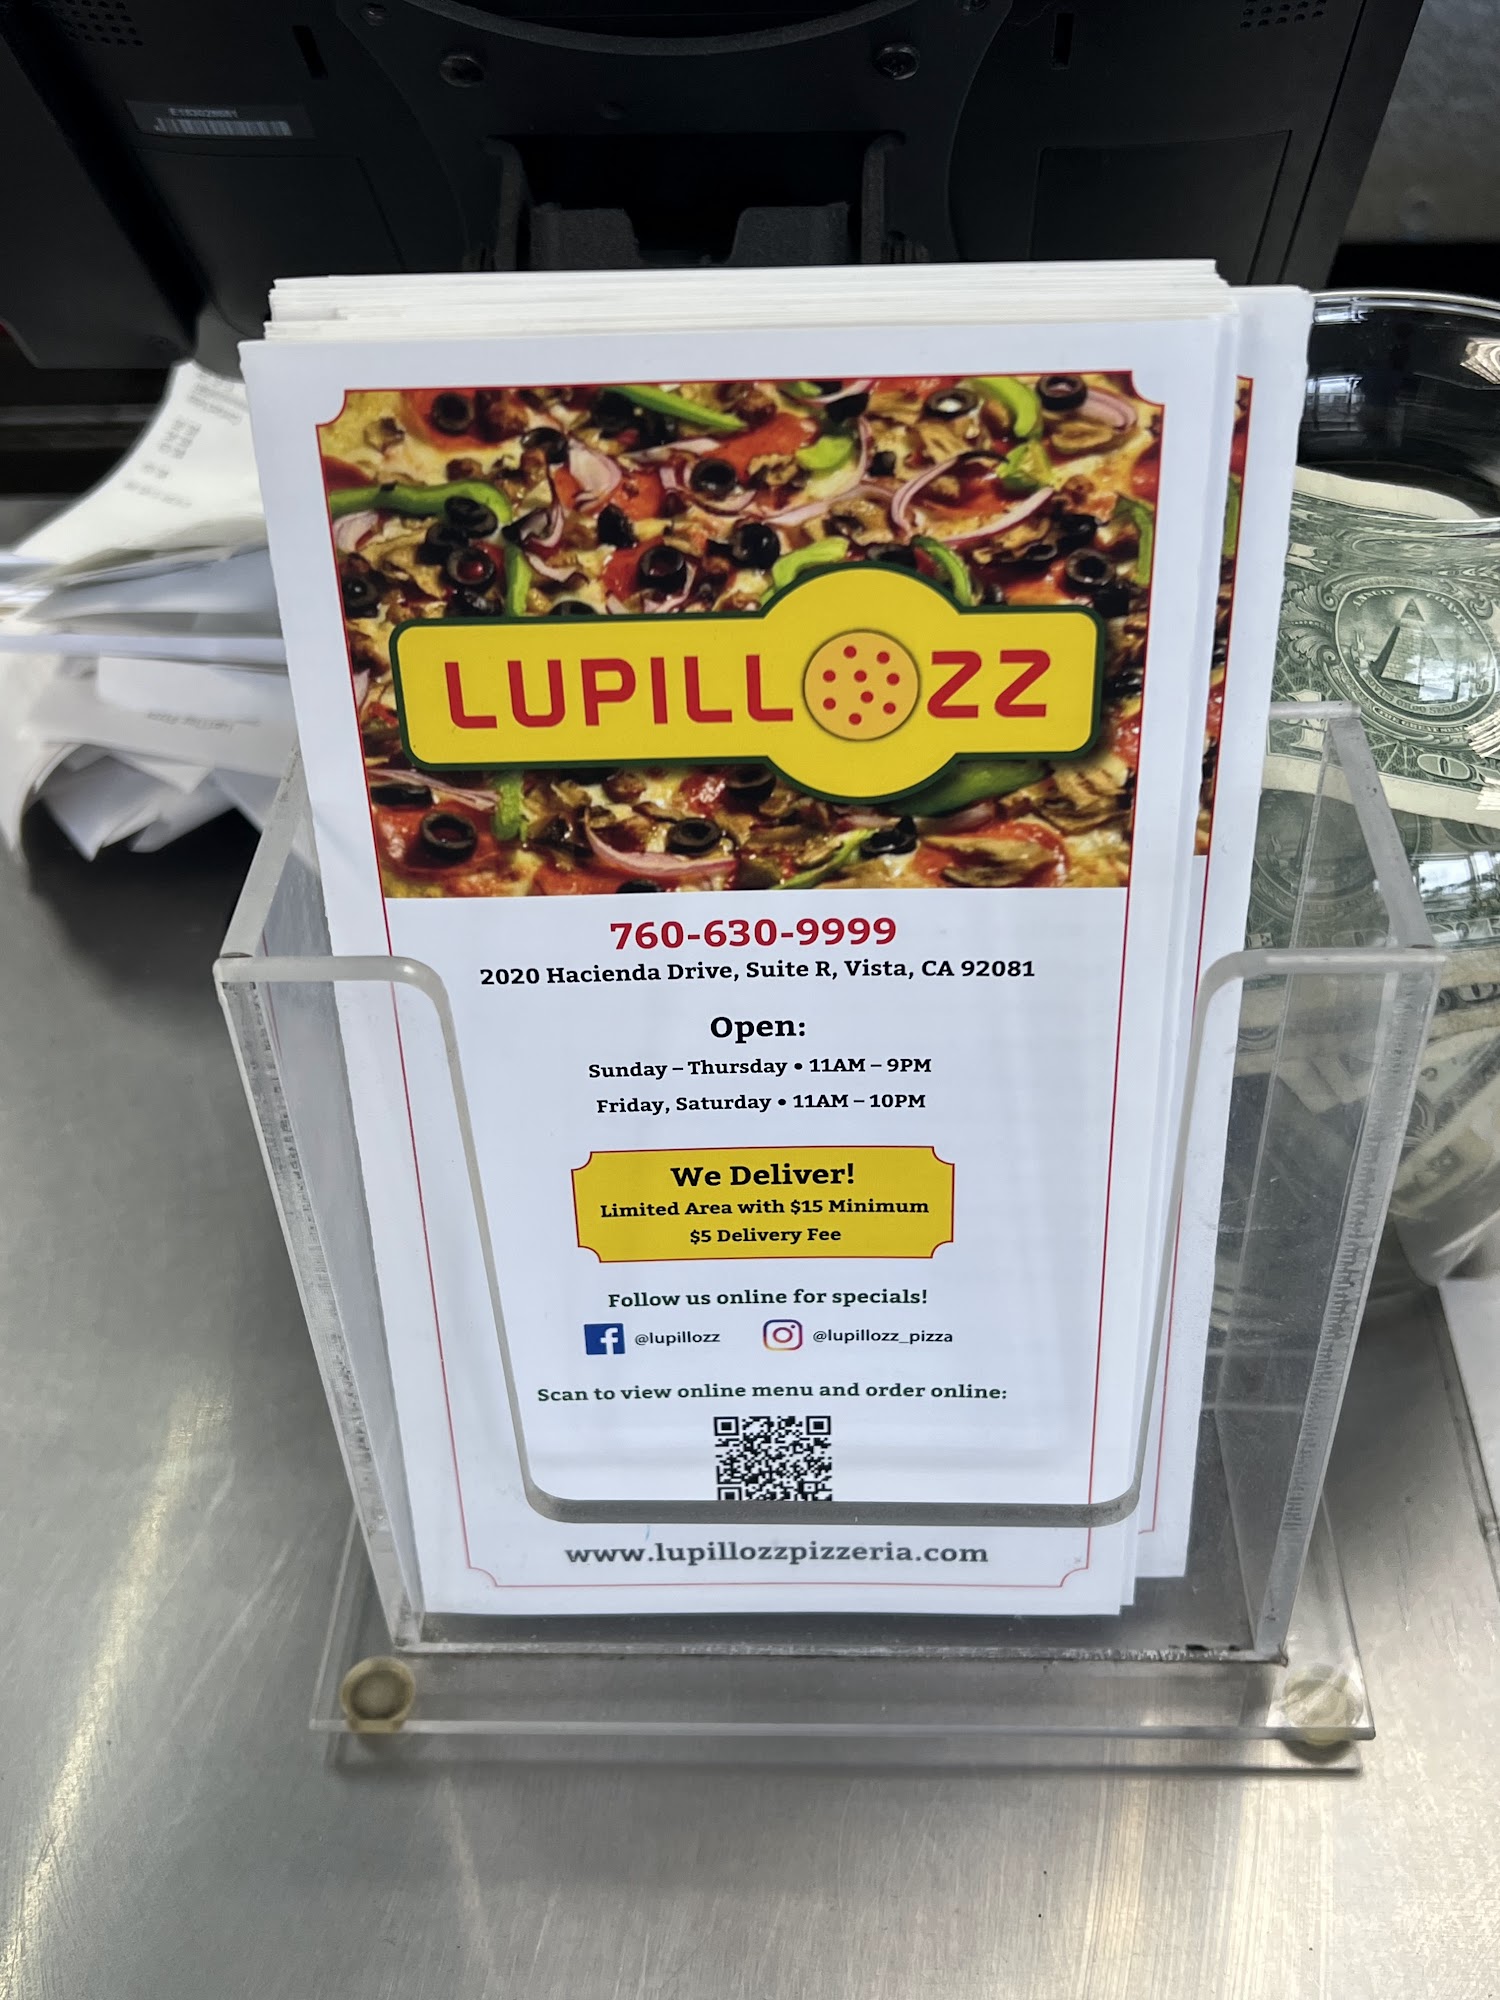 LUPILLOZZ
760-630-9999
2020 Hacienda Drive, Suite R, Vista, CA 92081
Open:
Sunday – Thursday • 11AM – 9PM
Friday, Saturday • 11AM – 10PM
We Deliver!
Limited Area with $15 Minimum
$5 Delivery Fee
Follow us online for specials!
@lupillozz
@lupillozz_pizza
Scan to view online menu and order online:
www.lupillozzpizzeria.com
ANNUIT COEPTIS